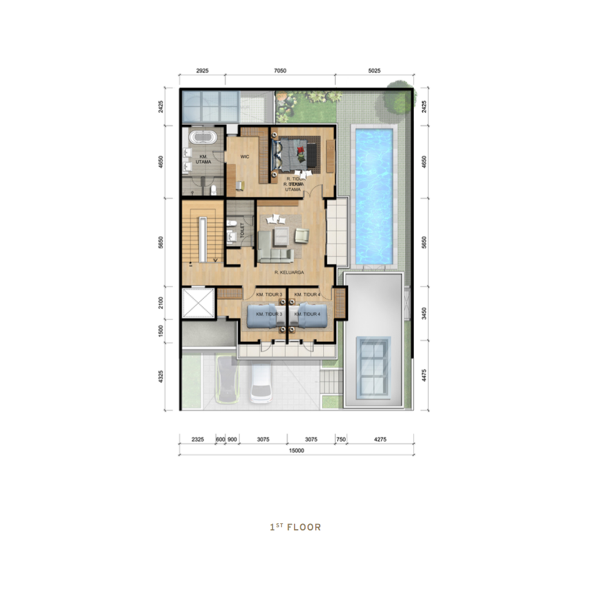 2925 7050 5025
2425 2425
4650 4650
KM. UTAMA
WIC
R. TIDUR UTAMA
5650 5650
TOILET
R. KELUARGA
2100 3450
KM. TIDUR 3 KM. TIDUR 4
KM. TIDUR 3 KM. TIDUR 4
1500
4325 4475
2325 600 900 3075 3075 750 4275
15000
1ST FLOOR